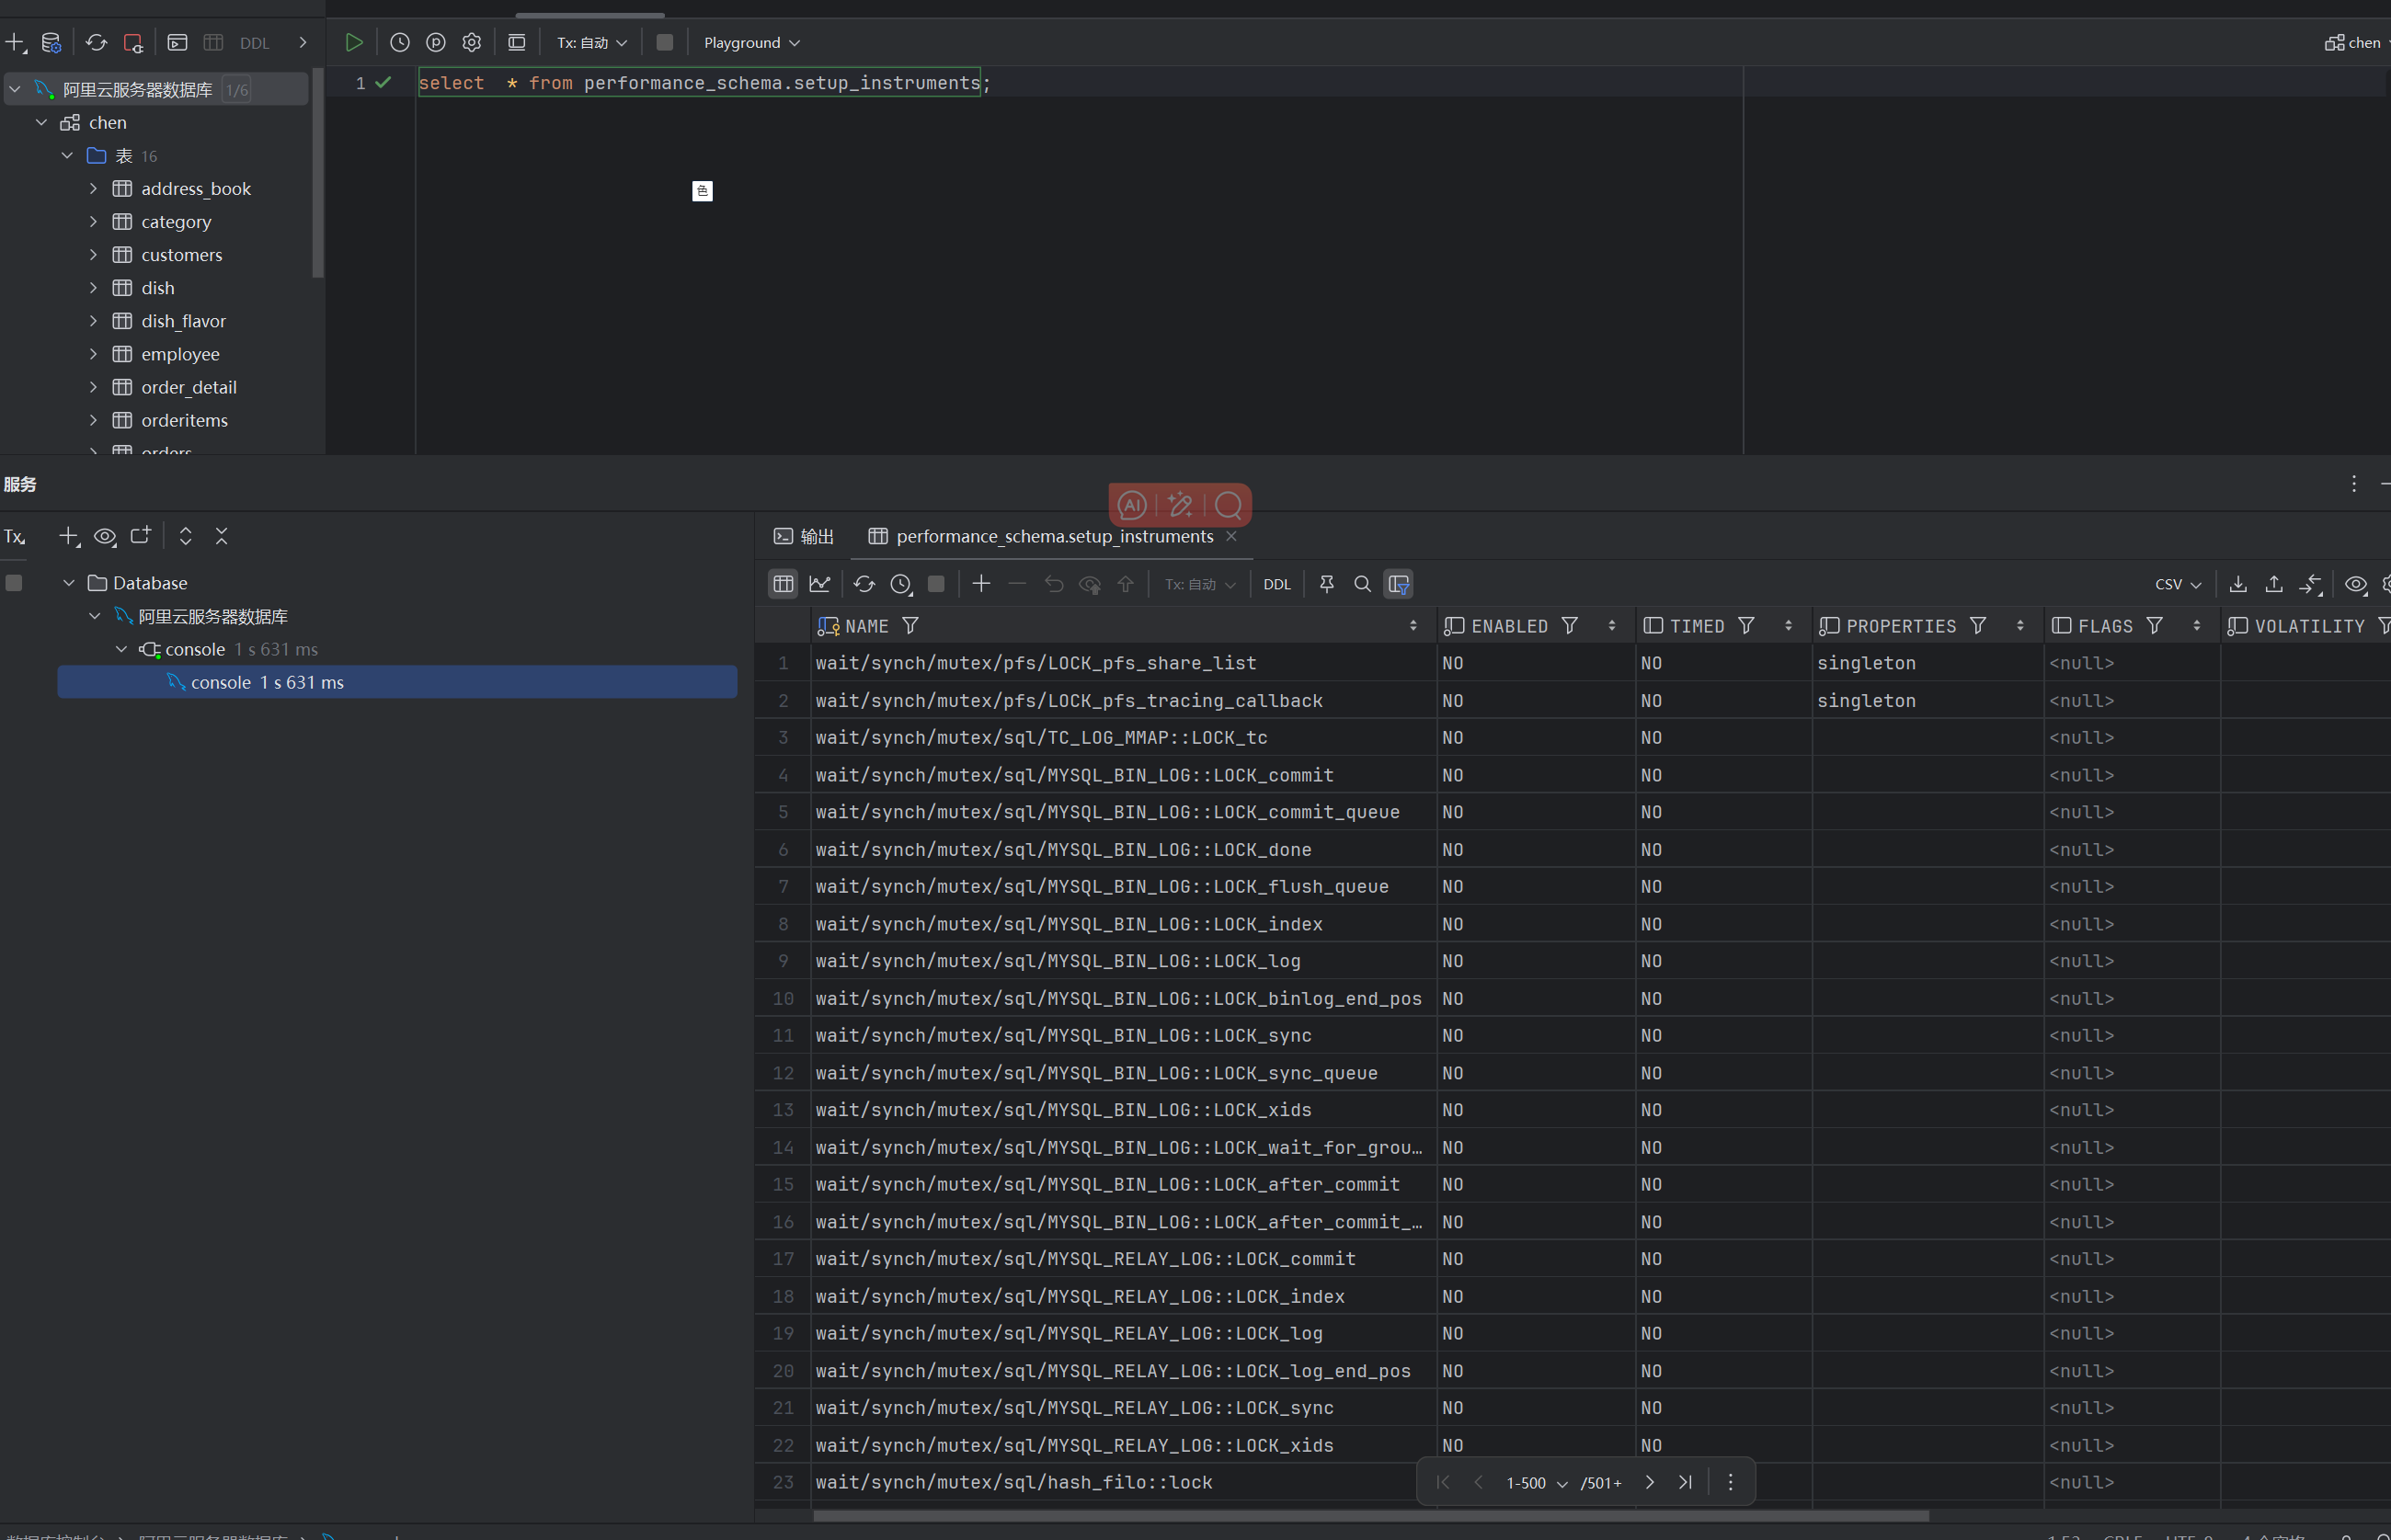 DDL
Tx: 自动
Playground
chen
阿里云服务器数据库 1/6
chen
表 16
address_book
category
customers
dish
dish_flavor
employee
order_detail
orderitems
orders
1 select * from performance_schema.setup_instruments;
色
服务
Tx
Database
阿里云服务器数据库
console 1 s 631 ms
console 1 s 631 ms
AI
输出 performance_schema.setup_instruments
Tx: 自动 DDL CSV
NAME ENABLED TIMED PROPERTIES FLAGS VOLATILITY
1 wait/synch/mutex/pfs/LOCK_pfs_share_list NO NO singleton <null>
2 wait/synch/mutex/pfs/LOCK_pfs_tracing_callback NO NO singleton <null>
3 wait/synch/mutex/sql/TC_LOG_MMAP::LOCK_tc NO NO <null>
4 wait/synch/mutex/sql/MYSQL_BIN_LOG::LOCK_commit NO NO <null>
5 wait/synch/mutex/sql/MYSQL_BIN_LOG::LOCK_commit_queue NO NO <null>
6 wait/synch/mutex/sql/MYSQL_BIN_LOG::LOCK_done NO NO <null>
7 wait/synch/mutex/sql/MYSQL_BIN_LOG::LOCK_flush_queue NO NO <null>
8 wait/synch/mutex/sql/MYSQL_BIN_LOG::LOCK_index NO NO <null>
9 wait/synch/mutex/sql/MYSQL_BIN_LOG::LOCK_log NO NO <null>
10 wait/synch/mutex/sql/MYSQL_BIN_LOG::LOCK_binlog_end_pos NO NO <null>
11 wait/synch/mutex/sql/MYSQL_BIN_LOG::LOCK_sync NO NO <null>
12 wait/synch/mutex/sql/MYSQL_BIN_LOG::LOCK_sync_queue NO NO <null>
13 wait/synch/mutex/sql/MYSQL_BIN_LOG::LOCK_xids NO NO <null>
14 wait/synch/mutex/sql/MYSQL_BIN_LOG::LOCK_wait_for_grou… NO NO <null>
15 wait/synch/mutex/sql/MYSQL_BIN_LOG::LOCK_after_commit NO NO <null>
16 wait/synch/mutex/sql/MYSQL_BIN_LOG::LOCK_after_commit_… NO NO <null>
17 wait/synch/mutex/sql/MYSQL_RELAY_LOG::LOCK_commit NO NO <null>
18 wait/synch/mutex/sql/MYSQL_RELAY_LOG::LOCK_index NO NO <null>
19 wait/synch/mutex/sql/MYSQL_RELAY_LOG::LOCK_log NO NO <null>
20 wait/synch/mutex/sql/MYSQL_RELAY_LOG::LOCK_log_end_pos NO NO <null>
21 wait/synch/mutex/sql/MYSQL_RELAY_LOG::LOCK_sync NO NO <null>
22 wait/synch/mutex/sql/MYSQL_RELAY_LOG::LOCK_xids NO NO <null>
23 wait/synch/mutex/sql/hash_filo::lock <null>
1-500 /501+